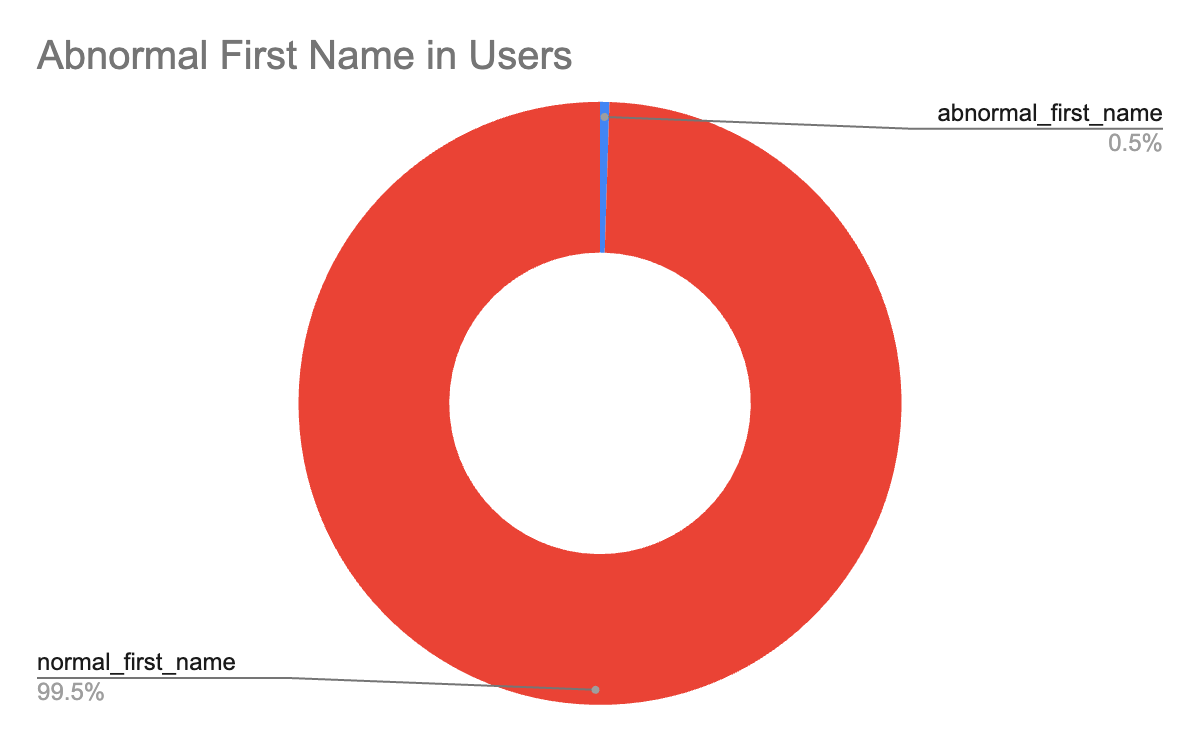 Abnormal First Name in Users
abnormal_first_name
0.5%
normal_first_name
99.5%